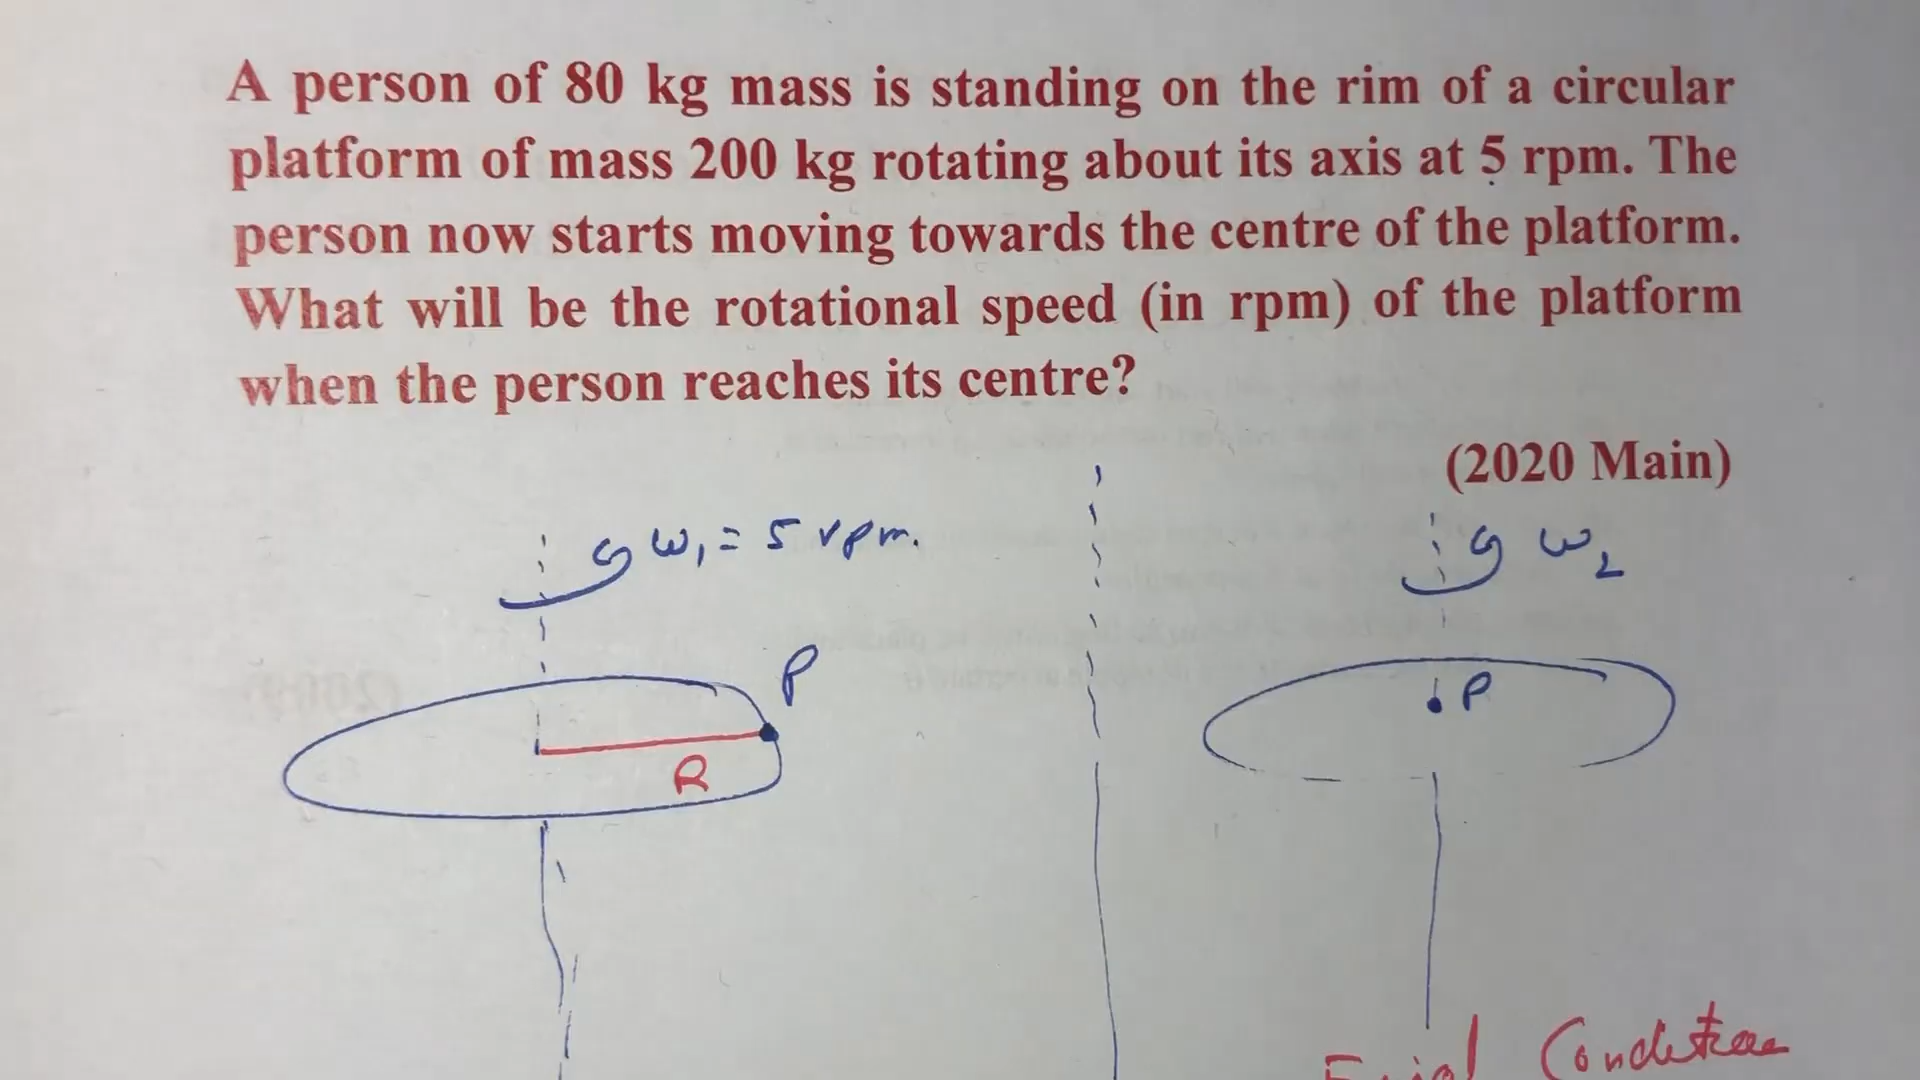 A person of 80 kg mass is standing on the rim of a circular
platform of mass 200 kg rotating about its axis at 5 rpm. The
person now starts moving towards the centre of the platform.
What will be the rotational speed (in rpm) of the platform
when the person reaches its centre?
(2020 Main)
ω₁ = 5 rpm.
ω₂
P
P
R
Condition